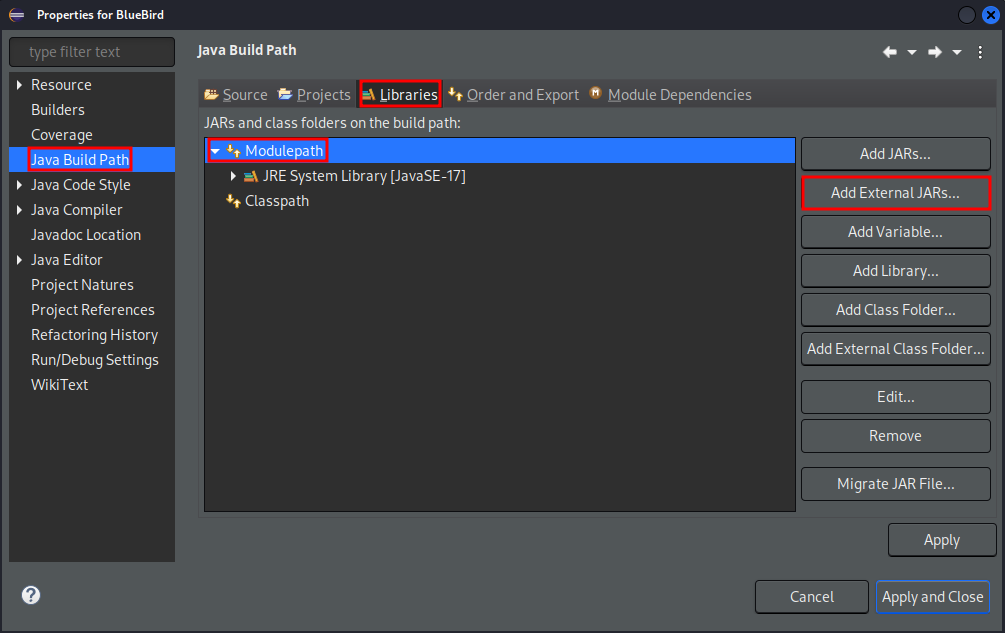 Properties for BlueBird
type filter text
Resource
Builders
Coverage
Java Build Path
Java Code Style
Java Compiler
Javadoc Location
Java Editor
Project Natures
Project References
Refactoring History
Run/Debug Settings
WikiText
Java Build Path
Source Projects Libraries Order and Export M Module Dependencies
JARs and class folders on the build path:
Modulepath
JRE System Library [JavaSE-17]
Classpath
Add JARs...
Add External JARs...
Add Variable...
Add Library...
Add Class Folder...
Add External Class Folder...
Edit...
Remove
Migrate JAR File...
Apply
?
Cancel
Apply and Close